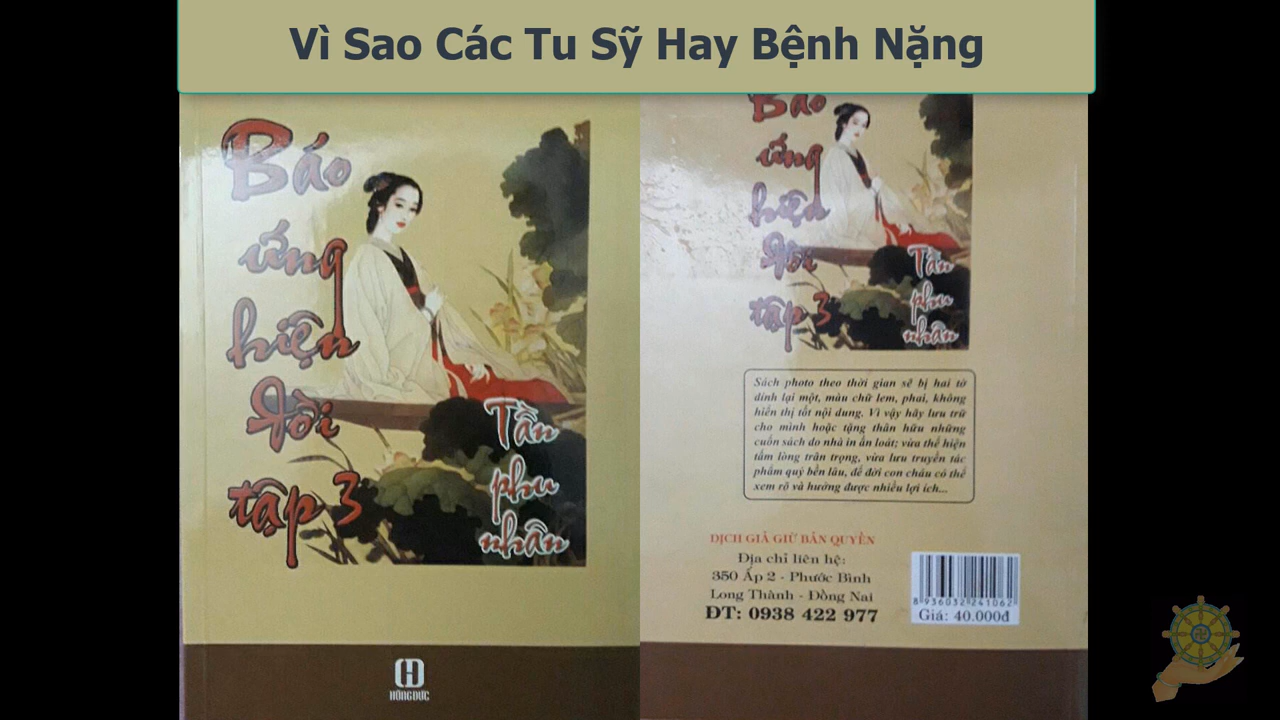 Vì Sao Các Tu Sỹ Hay Bệnh Nặng
Báo
ứng
hiện
đời
tập 3
Tần
phu
nhân
HỒNG ĐỨC
Báo
ứng
hiện
đời
tập 3
Tần
phu
nhân
Sách photo theo thời gian sẽ bị hai tờ
dính lại một, màu chữ lem, phai, không
hiển thị tốt nội dung. Vì vậy hãy lưu trữ
cho mình hoặc tặng thân hữu những
cuốn sách do nhà in ấn loát; vừa thể hiện
tấm lòng trân trọng, vừa lưu truyền tác
phẩm quý bền lâu, để đời con cháu có thể
xem rõ và hưởng được nhiều lợi ích...
DỊCH GIẢ GIỮ BẢN QUYỀN
Địa chỉ liên hệ:
350 Ấp 2 - Phước Bình
Long Thành - Đồng Nai
ĐT: 0938 422 977
8 936032 241062
Giá: 40.000đ